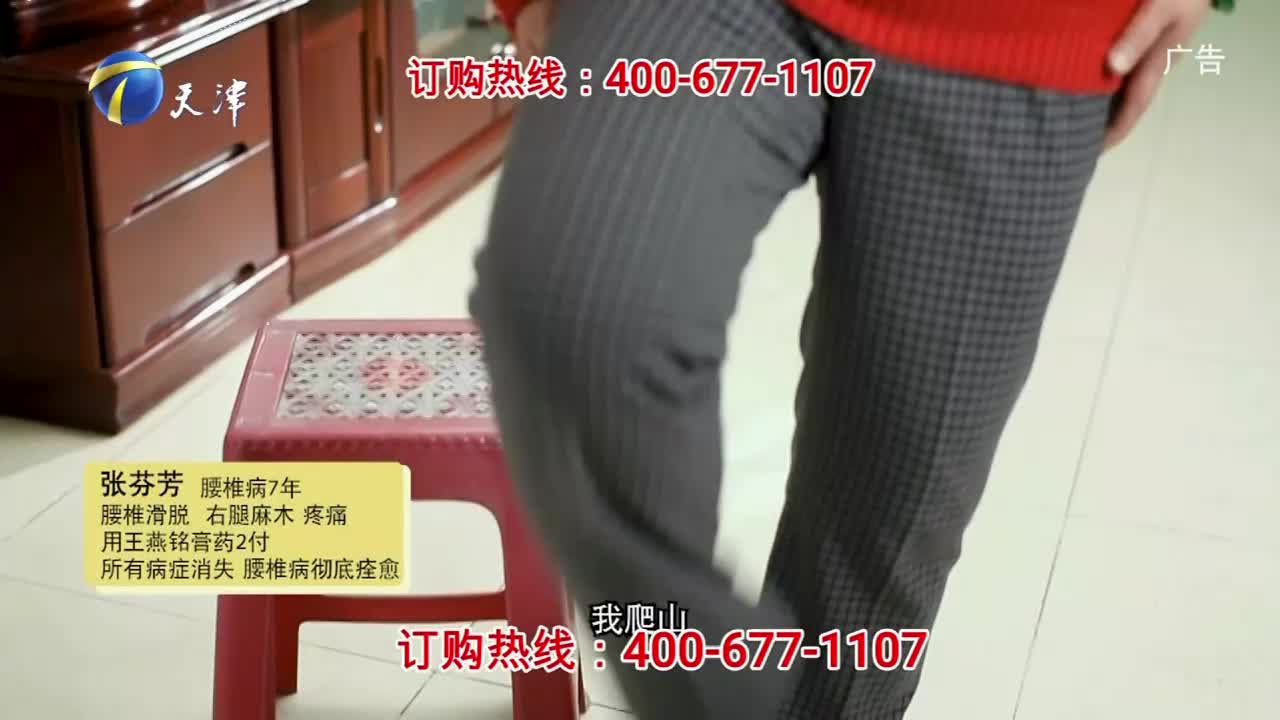 订购热线：400-677-1107
广告
天津
张芬芳 腰椎病7年
腰椎滑脱 右腿麻木 疼痛
用王燕铭膏药2付
所有病症消失 腰椎病彻底痊愈
我爬山
订购热线：400-677-1107